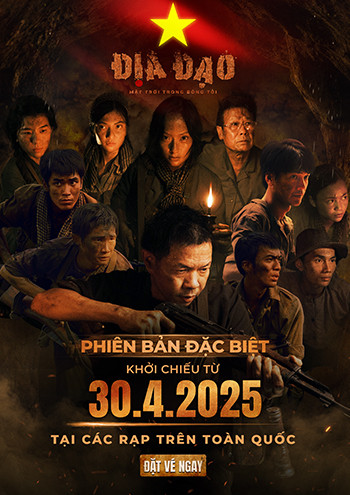 ĐỊA ĐẠO
MẶT TRỜI TRONG BÓNG TỐI
PHIÊN BẢN ĐẶC BIỆT
KHỞI CHIẾU TỪ
30.4.2025
TẠI CÁC RẠP TRÊN TOÀN QUỐC
ĐẶT VÉ NGAY